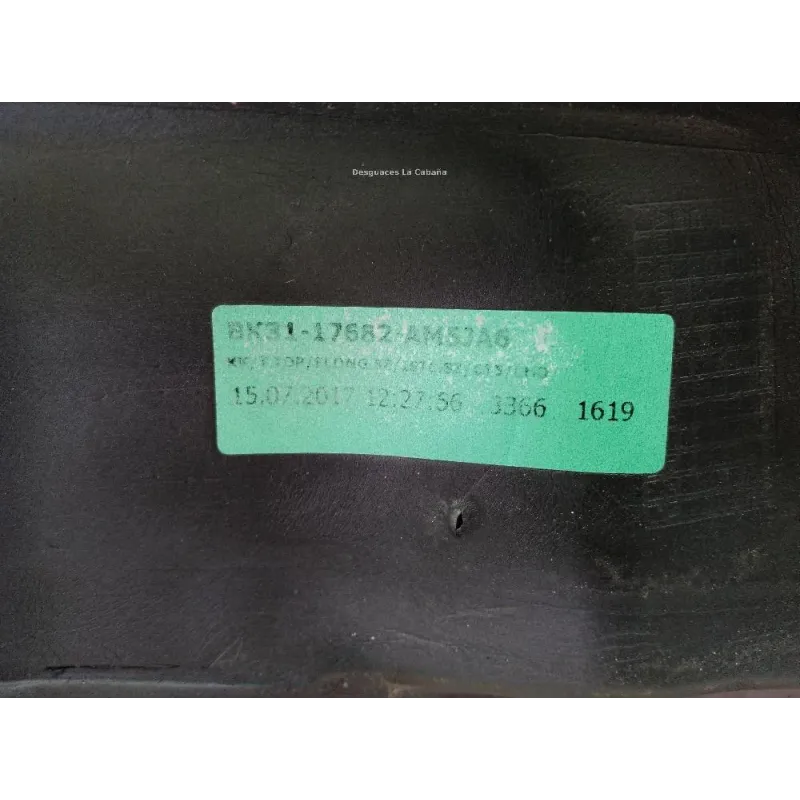 Desguaces La Cabaña
BK31-17682-AM5JA6
15.07.2017 12:27:56 3366 1619